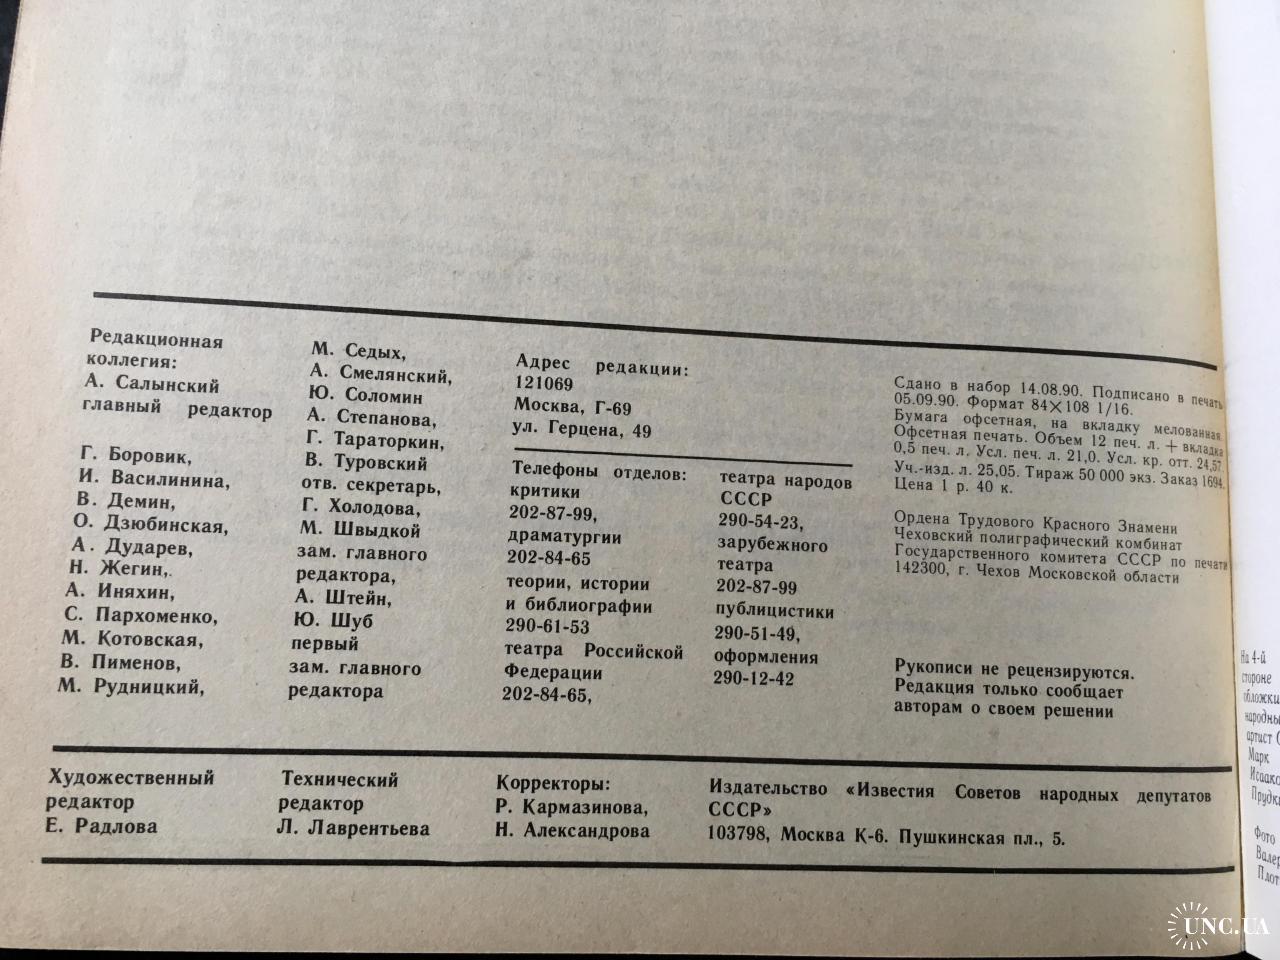 Редакционная
коллегия:
А. Салынский
главный редактор
Г. Боровик,
И. Василинина,
В. Демин,
О. Дзюбинская,
А. Дударев,
Н. Жегин,.
А. Иняхин,
С. Пархоменко,
М. Котовская,
В. Пименов,
М. Рудницкий,
М. Седых,
А. Смелянский,
Ю. Соломин
А. Степанова,
Г. Тараторкин,
В. Туровский
отв. секретарь,
Г. Холодова,
М. Швыдкой
зам. главного
редактора,
А. Штейн,
Ю. Шуб
первый
зам. главного
редактора
Адрес редакции:
121069
Москва, Г-69
ул. Герцена, 49
Телефоны отделов:
критики
202-87-99,
драматургии
202-84-65
теории, истории
и библиографии
290-61-53
театра Российской
Федерации
202-84-65,
театра народов
СССР
290-54-23,
зарубежного
театра
202-87-99
публицистики
290-51-49,
оформления
290-12-42
Сдано в набор 14.08.90. Подписано в печать
05.09.90. Формат 84×108 1/16.
Бумага офсетная, на вкладку мелованная.
Офсетная печать. Объем 12 печ. л. + вкладка
0,5 печ. л. Усл. печ. л. 21,0. Усл. кр. отт. 24,57.
Уч.-изд. л. 25,05. Тираж 50 000 экз. Заказ 1694.
Цена 1 р. 40 к.
Ордена Трудового Красного Знамени
Чеховский полиграфический комбинат
Государственного комитета СССР по печати
142300, г. Чехов Московской области
Рукописи не рецензируются.
Редакция только сообщает
авторам о своем решении
Художественный
редактор
Е. Радлова
Технический
редактор
Л. Лаврентьева
Корректоры:
Р. Кармазинова,
Н. Александрова
Издательство «Известия Советов народных депутатов
СССР»
103798, Москва К-6. Пушкинская пл., 5.
На 4-й
стороне
обложки
артист
Марк
Фото
UNC.UA